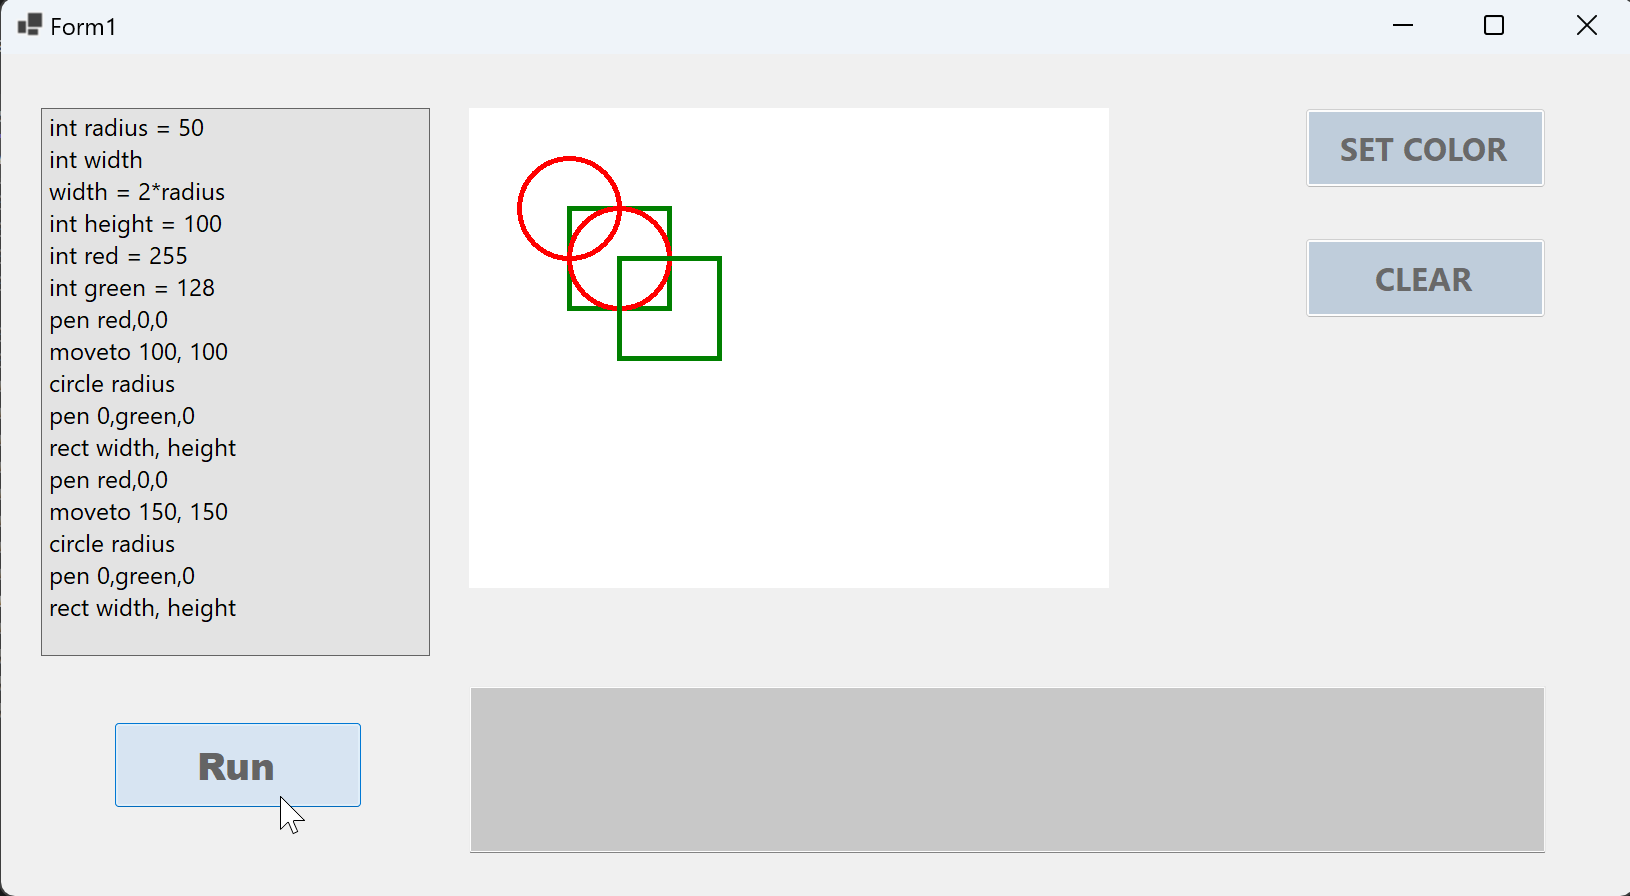 Form1
int radius = 50
int width
width = 2*radius
int height = 100
int red = 255
int green = 128
pen red,0,0
moveto 100, 100
circle radius
pen 0,green,0
rect width, height
pen red,0,0
moveto 150, 150
circle radius
pen 0,green,0
rect width, height
Run
SET COLOR
CLEAR